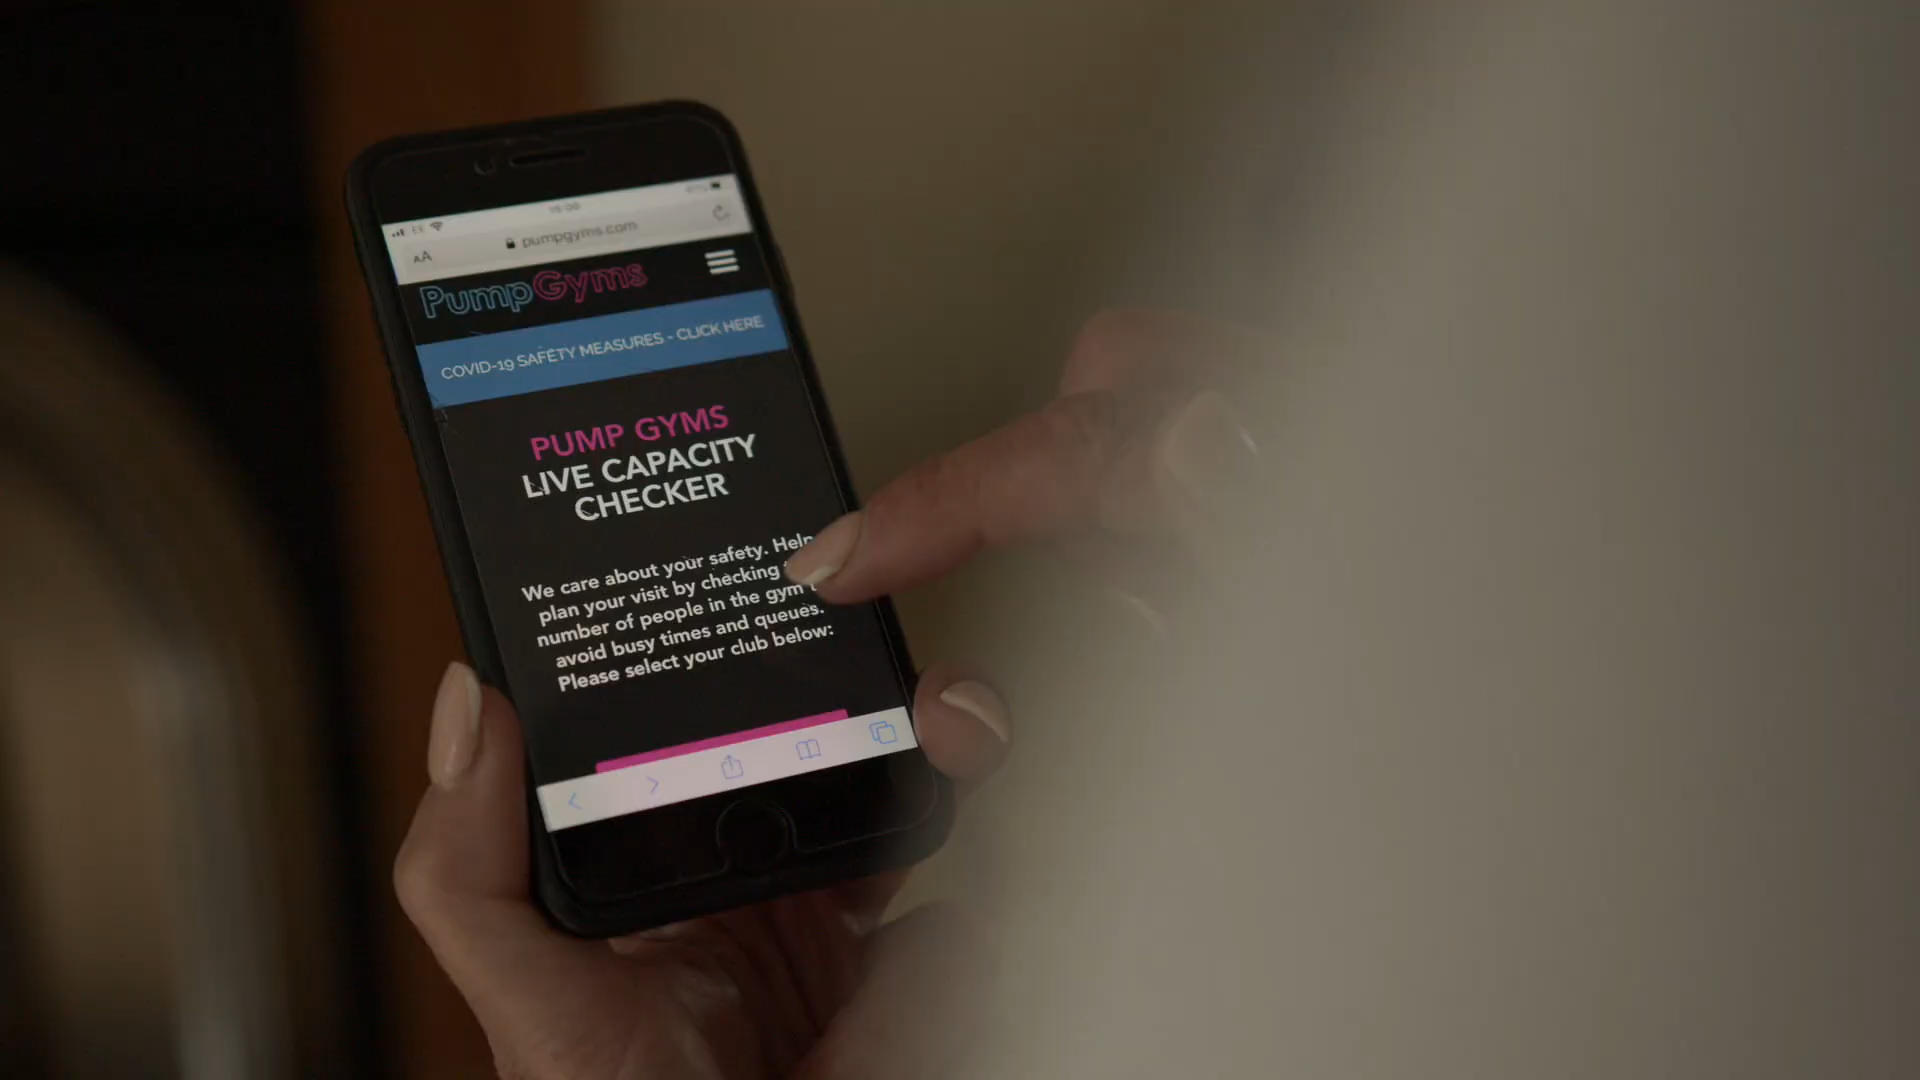 EE
pumpgyms.com
AA
PumpGyms
COVID-19 SAFETY MEASURES - CLICK HERE
PUMP GYMS
LIVE CAPACITY
CHECKER
We care about your safety. Help
plan your visit by checking
number of people in the gym
avoid busy times and queues.
Please select your club below: